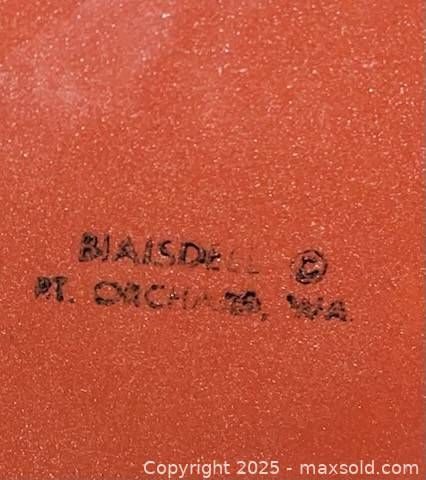 BLAISDELL ©
PT. ORCHARD, WA.
Copyright 2025 - maxsold.com